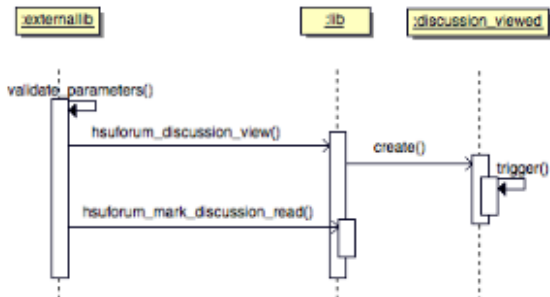 :externallib
:lib
:discussion_viewed
validate_parameters()
hsuforum_discussion_view()
create()
trigger()
hsuforum_mark_discussion_read()